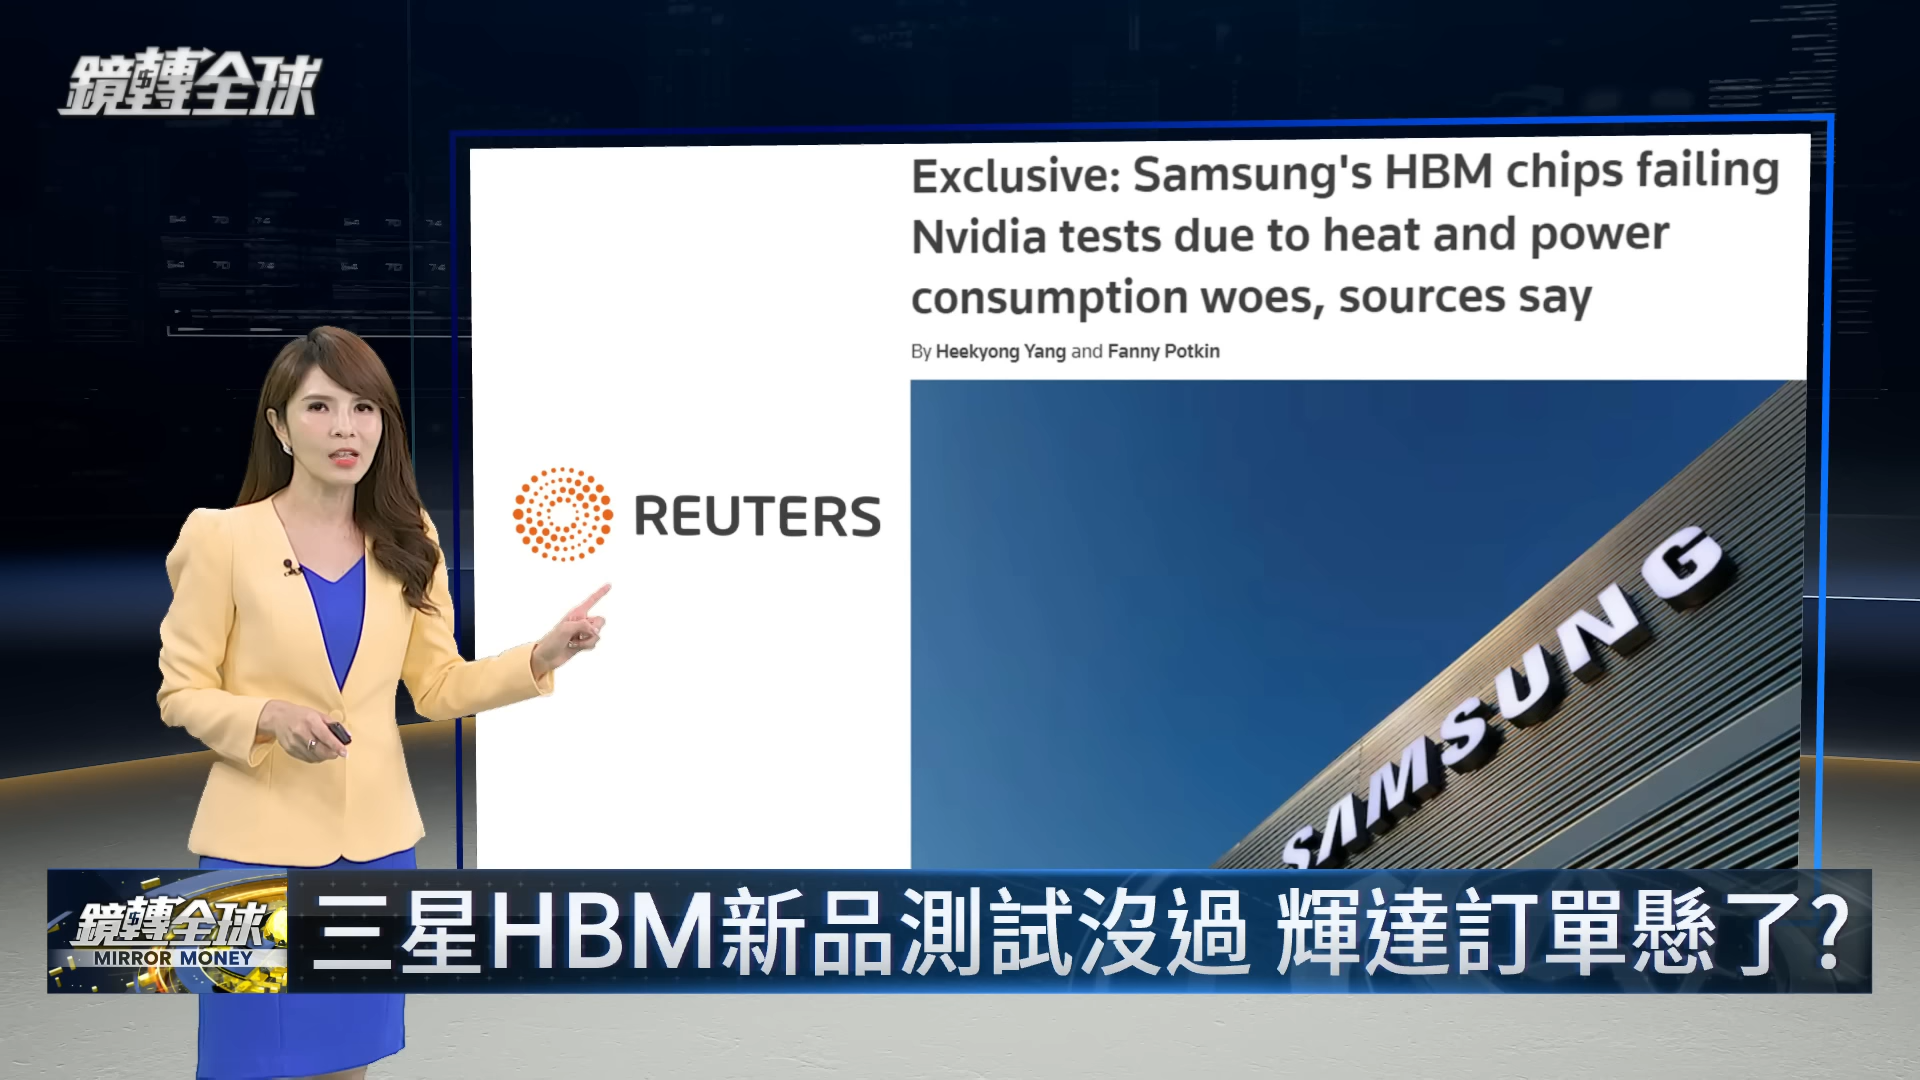 鏡轉全球
Exclusive: Samsung's HBM chips failing
Nvidia tests due to heat and power
consumption woes, sources say
By Heekyong Yang and Fanny Potkin
REUTERS
SAMSUNG
鏡轉全球
MIRROR MONEY
三星HBM新品測試沒過 輝達訂單懸了?